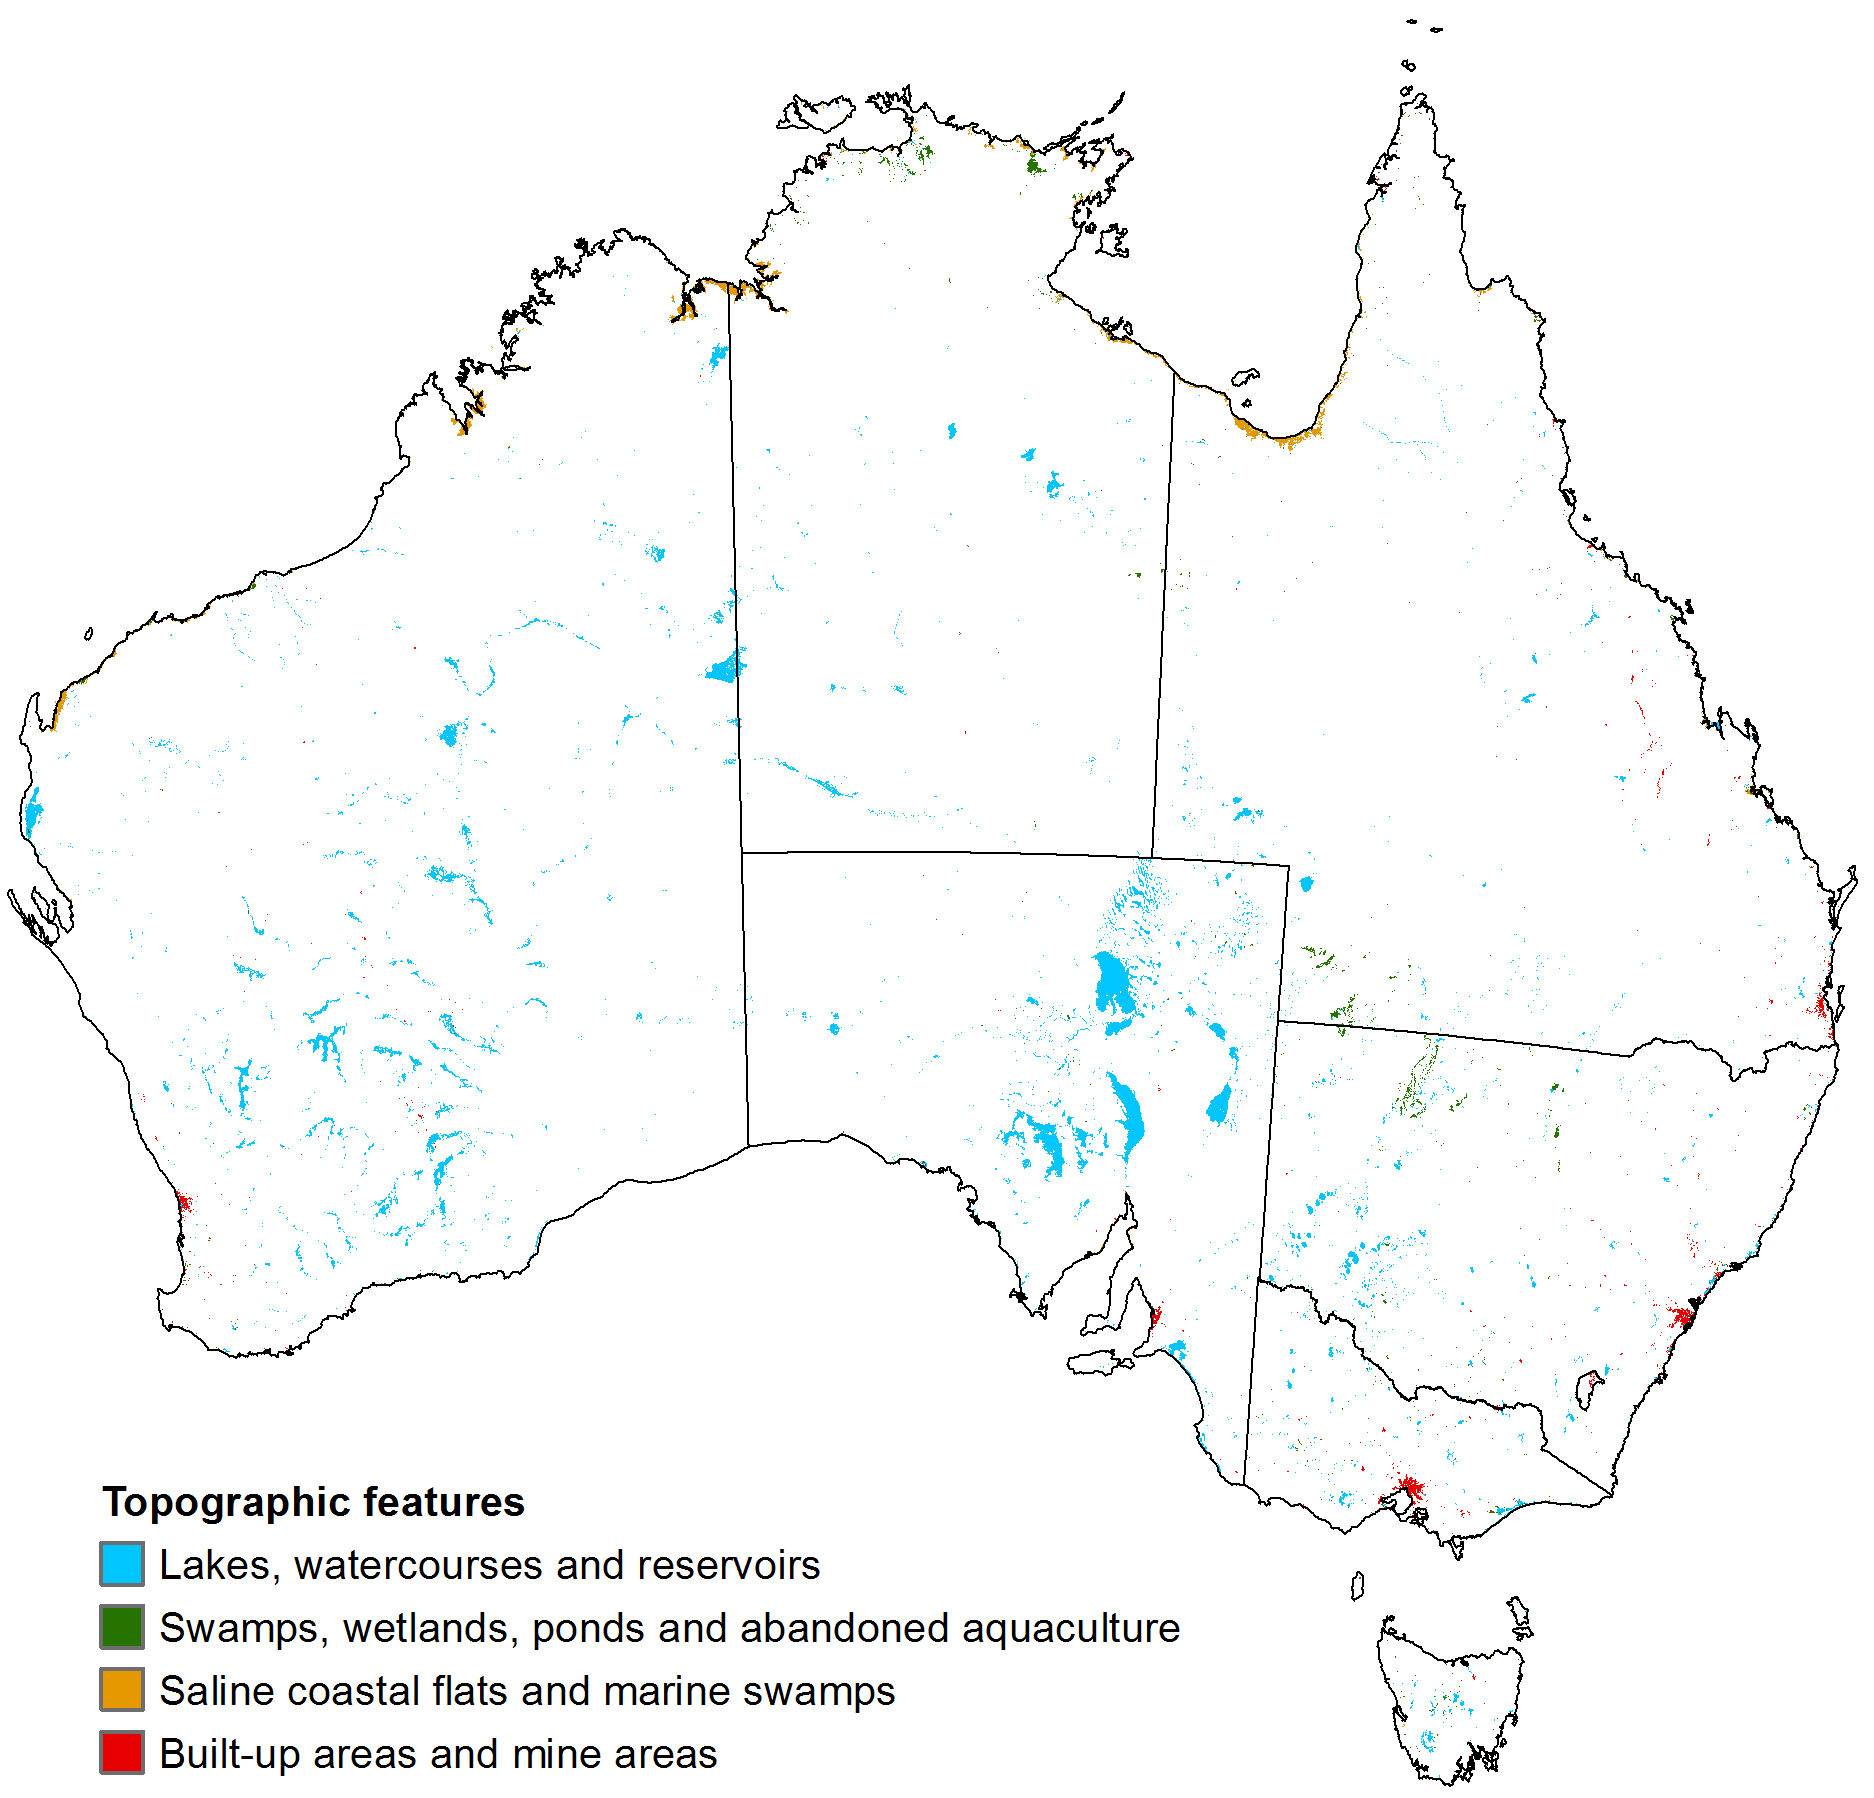 Topographic features
Lakes, watercourses and reservoirs
Swamps, wetlands, ponds and abandoned aquaculture
Saline coastal flats and marine swamps
Built-up areas and mine areas